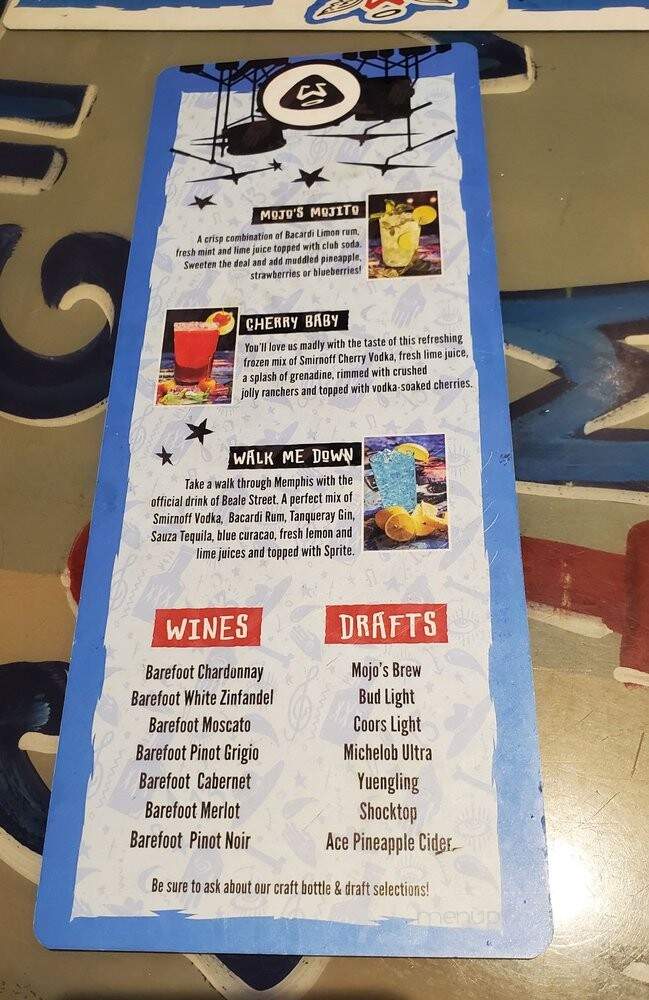 MOJO'S MOJITO
A crisp combination of Bacardi Limon rum,
fresh mint and lime juice topped with club soda.
Sweeten the deal and add muddled pineapple,
strawberries or blueberries!
CHERRY BABY
You'll love us madly with the taste of this refreshing
frozen mix of Smirnoff Cherry Vodka, fresh lime juice,
a splash of grenadine, rimmed with crushed
jolly ranchers and topped with vodka-soaked cherries.
WALK ME DOWN
Take a walk through Memphis with the
official drink of Beale Street. A perfect mix of
Smirnoff Vodka, Bacardi Rum, Tanqueray Gin,
Sauza Tequila, blue curacao, fresh lemon and
lime juices and topped with Sprite.
WINES
Barefoot Chardonnay
Barefoot White Zinfandel
Barefoot Moscato
Barefoot Pinot Grigio
Barefoot Cabernet
Barefoot Merlot
Barefoot Pinot Noir
DRAFTS
Mojo's Brew
Bud Light
Coors Light
Michelob Ultra
Yuengling
Shocktop
Ace Pineapple Cider
Be sure to ask about our craft bottle & draft selections!
menupix